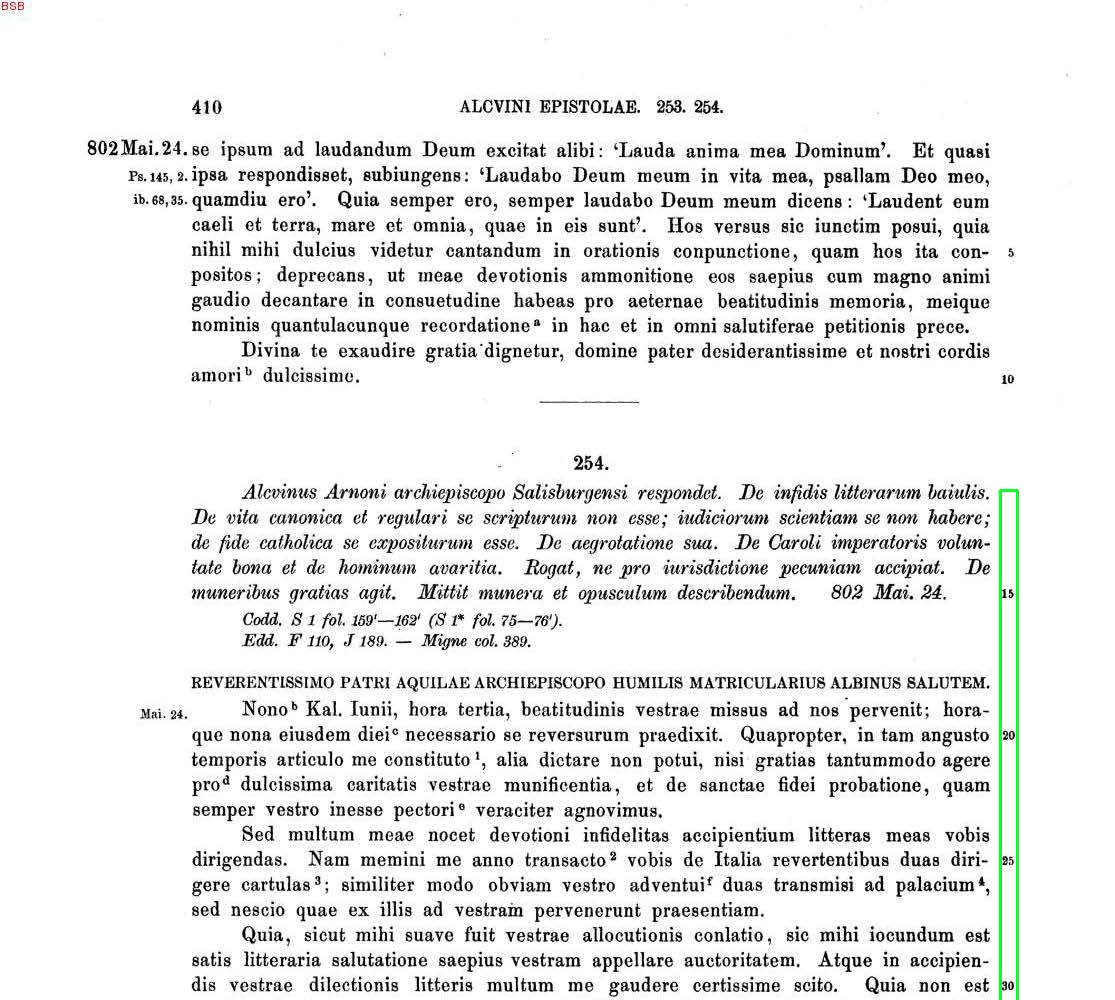 BSB
410 ALCVINI EPISTOLAE. 253. 254.
802 Mai. 24. se ipsum ad laudandum Deum excitat alibi: ‘Lauda anima mea Dominum’. Et quasi
Ps. 145, 2. ipsa respondisset, subiungens: ‘Laudabo Deum meum in vita mea, psallam Deo meo,
ib. 68, 35. quamdiu ero’. Quia semper ero, semper laudabo Deum meum dicens: ‘Laudent eum
caeli et terra, mare et omnia, quae in eis sunt’. Hos versus sic iunctim posui, quia
nihil mihi dulcius videtur cantandum in orationis conpunctione, quam hos ita con- 5
positos; deprecans, ut meae devotionis ammonitione eos saepius cum magno animi
gaudio decantare in consuetudine habeas pro aeternae beatitudinis memoria, meique
nominis quantulacunque recordatione a in hac et in omni salutiferae petitionis prece.
Divina te exaudire gratia dignetur, domine pater desiderantissime et nostri cordis
amori b dulcissime. 10
254.
Alcvinus Arnoni archiepiscopo Salisburgensi respondet. De infidis litterarum baiulis.
De vita canonica et regulari se scripturum non esse; iudiciorum scientiam se non habere;
de fide catholica se expositurum esse. De aegrotatione sua. De Caroli imperatoris volun-
tate bona et de hominum avaritia. Rogat, ne pro iurisdictione pecuniam accipiat. De
muneribus gratias agit. Mittit munera et opusculum describendum. 802 Mai. 24. 15
Codd. S 1 fol. 159'—162' (S 1* fol. 75—76').
Edd. F 110, J 189. — Migne col. 389.
REVERENTISSIMO PATRI AQUILAE ARCHIEPISCOPO HUMILIS MATRICULARIUS ALBINUS SALUTEM.
Mai. 24. Nono b Kal. Iunii, hora tertia, beatitudinis vestrae missus ad nos pervenit; hora-
que nona eiusdem diei c necessario se reversurum praedixit. Quapropter, in tam angusto 20
temporis articulo me constituto 1, alia dictare non potui, nisi gratias tantummodo agere
pro d dulcissima caritatis vestrae munificentia, et de sanctae fidei probatione, quam
semper vestro inesse pectori e veraciter agnovimus.
Sed multum meae nocet devotioni infidelitas accipientium litteras meas vobis
dirigendas. Nam memini me anno transacto 2 vobis de Italia revertentibus duas diri- 25
gere cartulas 3; similiter modo obviam vestro adventui f duas transmisi ad palacium 4,
sed nescio quae ex illis ad vestram pervenerunt praesentiam.
Quia, sicut mihi suave fuit vestrae allocutionis conlatio, sic mihi iocundum est
satis litteraria salutatione saepius vestram appellare auctoritatem. Atque in accipien-
dis vestrae dilectionis litteris multum me gaudere certissime scito. Quia non est 30